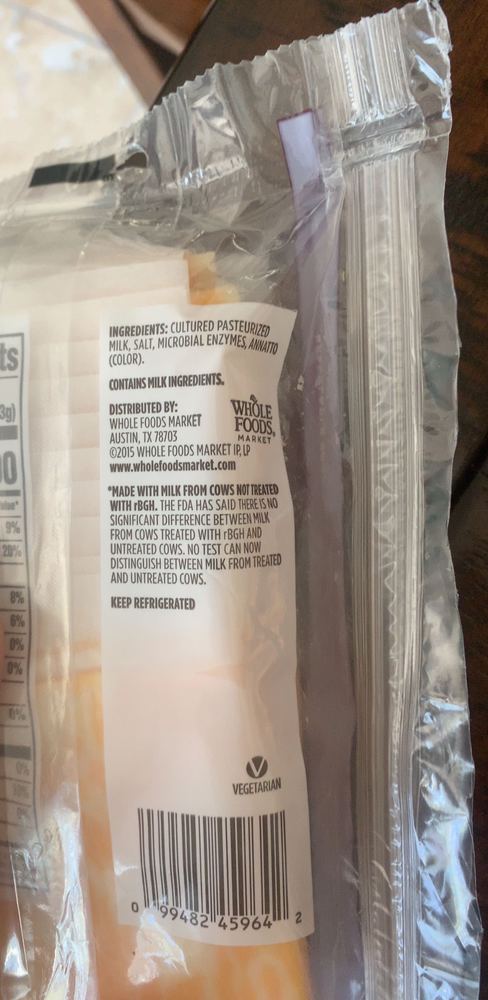 INGREDIENTS: CULTURED PASTEURIZED
MILK, SALT, MICROBIAL ENZYMES, ANNATTO
(COLOR).
CONTAINS MILK INGREDIENTS.
DISTRIBUTED BY:
WHOLE FOODS MARKET
AUSTIN, TX 78703
©2015 WHOLE FOODS MARKET IP, LP
www.wholefoodsmarket.com
WHOLE
FOODS
MARKET®
*MADE WITH MILK FROM COWS NOT TREATED
WITH rBGH. THE FDA HAS SAID THERE IS NO
SIGNIFICANT DIFFERENCE BETWEEN MILK
FROM COWS TREATED WITH rBGH AND
UNTREATED COWS. NO TEST CAN NOW
DISTINGUISH BETWEEN MILK FROM TREATED
AND UNTREATED COWS.
KEEP REFRIGERATED
V
VEGETARIAN
0 99482 45964 2
ts
3g)
9%
20%
8%
6%
0%
0%
0%